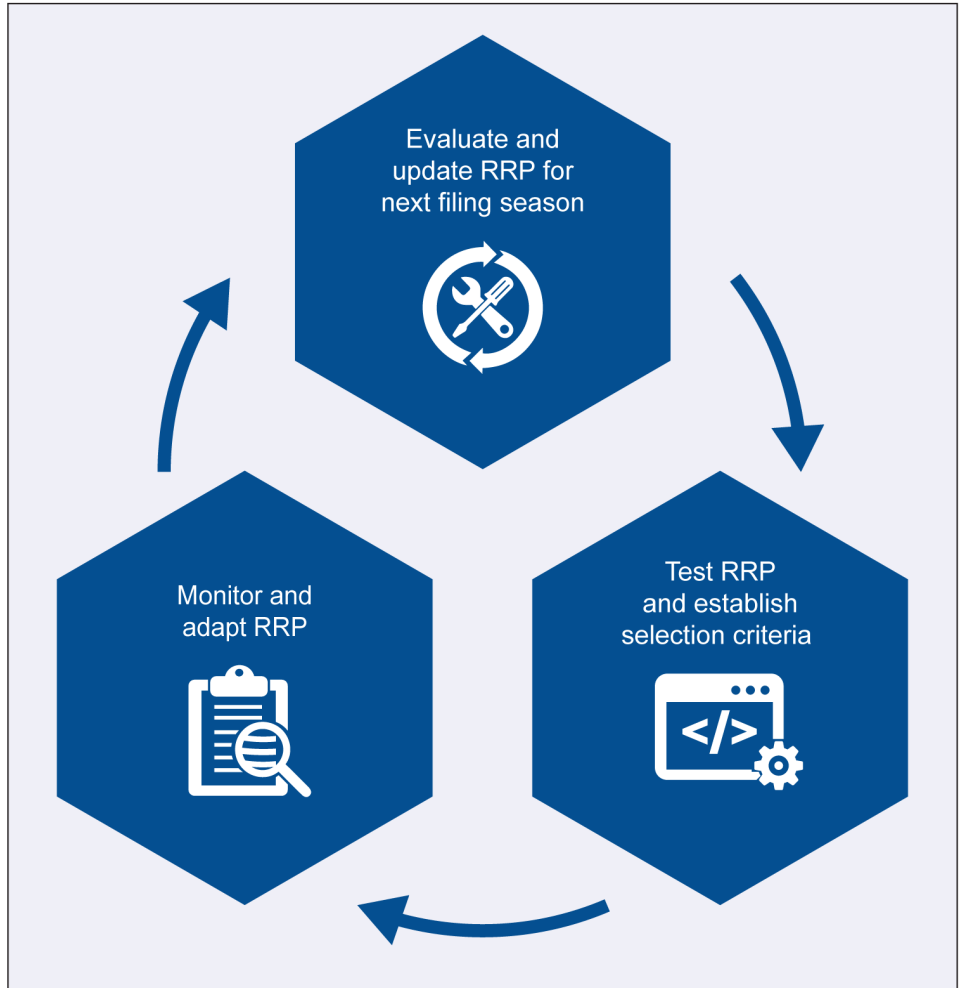 Evaluate and
update RRP for
next filing season
Test RRP
and establish
selection criteria
</>
Monitor and
adapt RRP